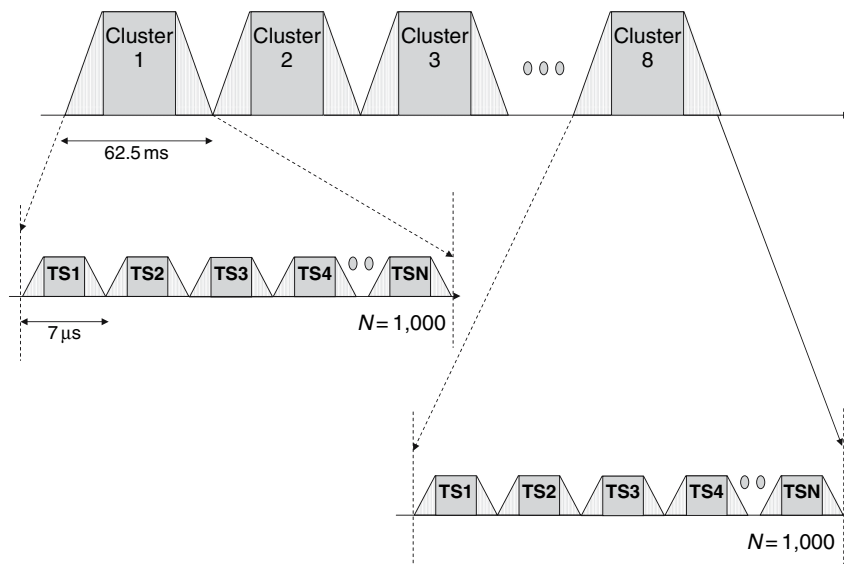 Cluster
1
Cluster
2
Cluster
3
Cluster
8
62.5 ms
TS1
TS2
TS3
TS4
TSN
7 μs
N = 1,000
TS1
TS2
TS3
TS4
TSN
N = 1,000